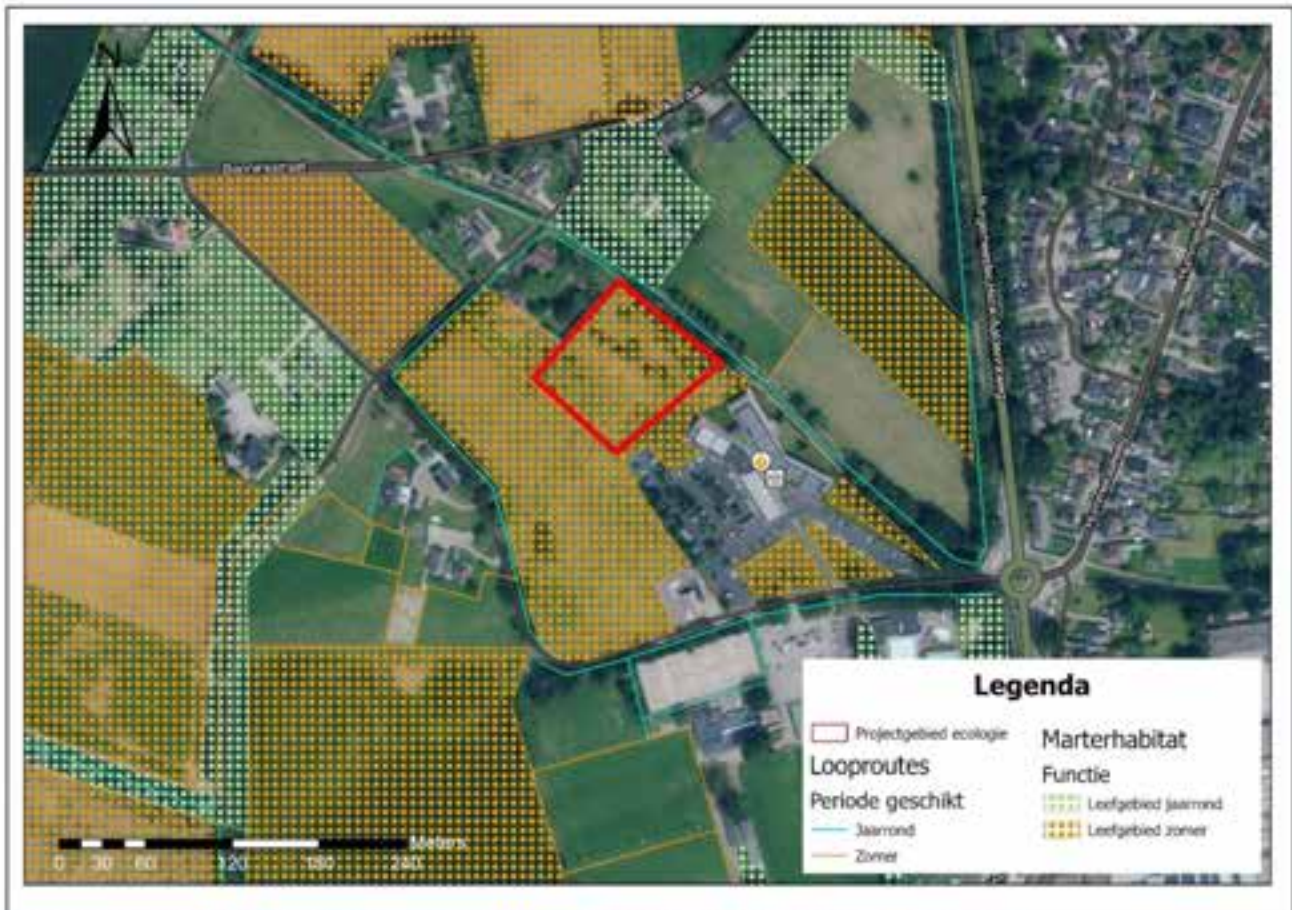 N
Legenda
Projectgebied ecologie
Looproutes
Periode geschikt
Jaarrond
Zomer
Marterhabitat
Functie
Leefgebied jaarrond
Leefgebied zomer
Meters
0 30 60 120 180 240